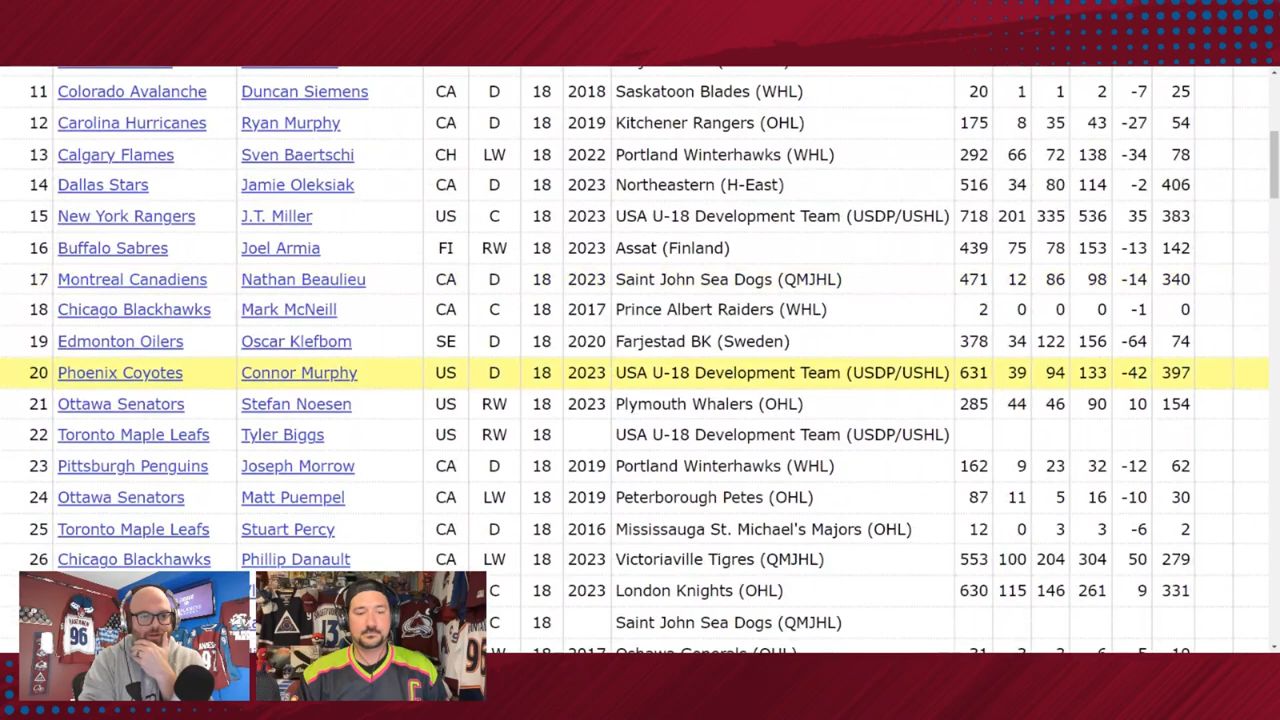 11 Colorado Avalanche Duncan Siemens CA D 18 2018 Saskatoon Blades (WHL) 20 1 1 2 -7 25
12 Carolina Hurricanes Ryan Murphy CA D 18 2019 Kitchener Rangers (OHL) 175 8 35 43 -27 54
13 Calgary Flames Sven Baertschi CH LW 18 2022 Portland Winterhawks (WHL) 292 66 72 138 -34 78
14 Dallas Stars Jamie Oleksiak CA D 18 2023 Northeastern (H-East) 516 34 80 114 -2 406
15 New York Rangers J.T. Miller US C 18 2023 USA U-18 Development Team (USDP/USHL) 718 201 335 536 35 383
16 Buffalo Sabres Joel Armia FI RW 18 2023 Assat (Finland) 439 75 78 153 -13 142
17 Montreal Canadiens Nathan Beaulieu CA D 18 2023 Saint John Sea Dogs (QMJHL) 471 12 86 98 -14 340
18 Chicago Blackhawks Mark McNeill CA C 18 2017 Prince Albert Raiders (WHL) 2 0 0 0 -1 0
19 Edmonton Oilers Oscar Klefbom SE D 18 2020 Farjestad BK (Sweden) 378 34 122 156 -64 74
20 Phoenix Coyotes Connor Murphy US D 18 2023 USA U-18 Development Team (USDP/USHL) 631 39 94 133 -42 397
21 Ottawa Senators Stefan Noesen US RW 18 2023 Plymouth Whalers (OHL) 285 44 46 90 10 154
22 Toronto Maple Leafs Tyler Biggs US RW 18 USA U-18 Development Team (USDP/USHL)
23 Pittsburgh Penguins Joseph Morrow CA D 18 2019 Portland Winterhawks (WHL) 162 9 23 32 -12 62
24 Ottawa Senators Matt Puempel CA LW 18 2019 Peterborough Petes (OHL) 87 11 5 16 -10 30
25 Toronto Maple Leafs Stuart Percy CA D 18 2016 Mississauga St. Michael's Majors (OHL) 12 0 3 3 -6 2
26 Chicago Blackhawks Phillip Danault CA LW 18 2023 Victoriaville Tigres (QMJHL) 553 100 204 304 50 279
C 18 2023 London Knights (OHL) 630 115 146 261 9 331
C 18 Saint John Sea Dogs (QMJHL)
96
13